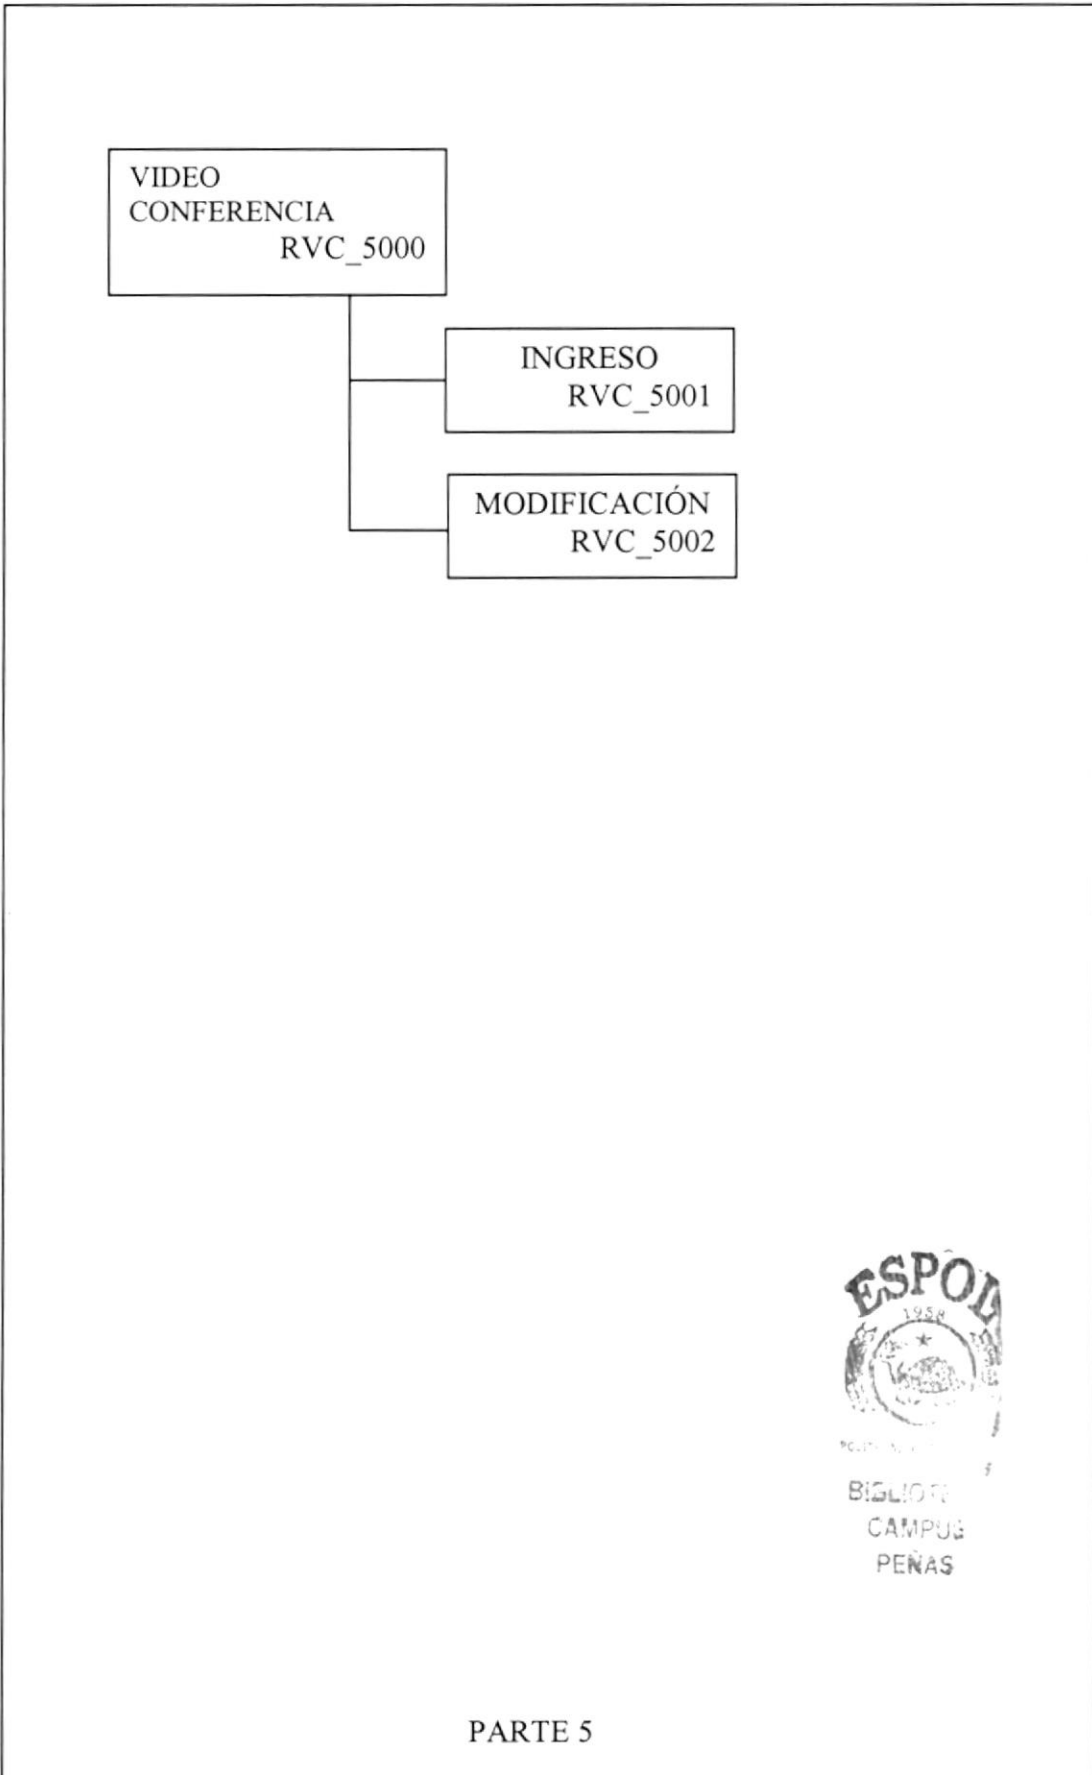 VIDEO
CONFERENCIA
RVC_5000
INGRESO
RVC_5001
MODIFICACIÓN
RVC_5002
ESPOL
1958
CAMPUS
PEÑAS
PARTE 5